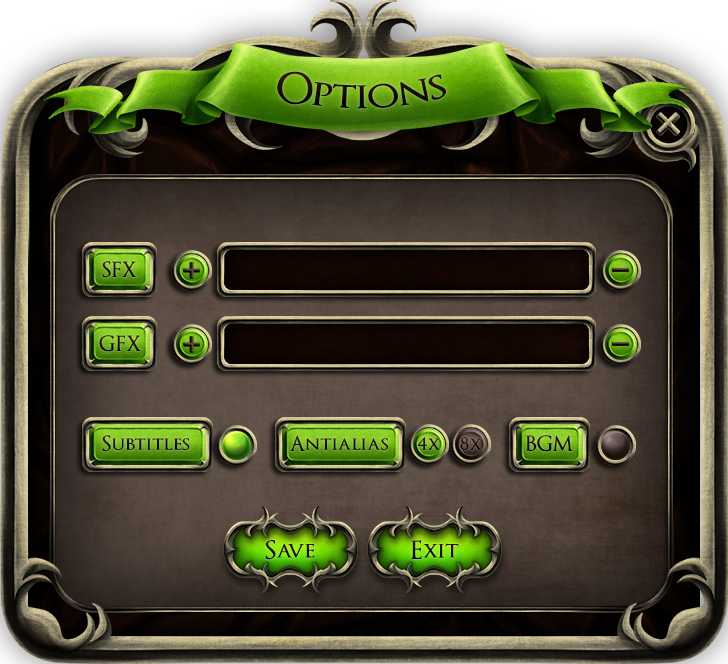 Options
SFX
+
−
GFX
+
−
Subtitles
Antialias
4X
8X
BGM
Save
Exit